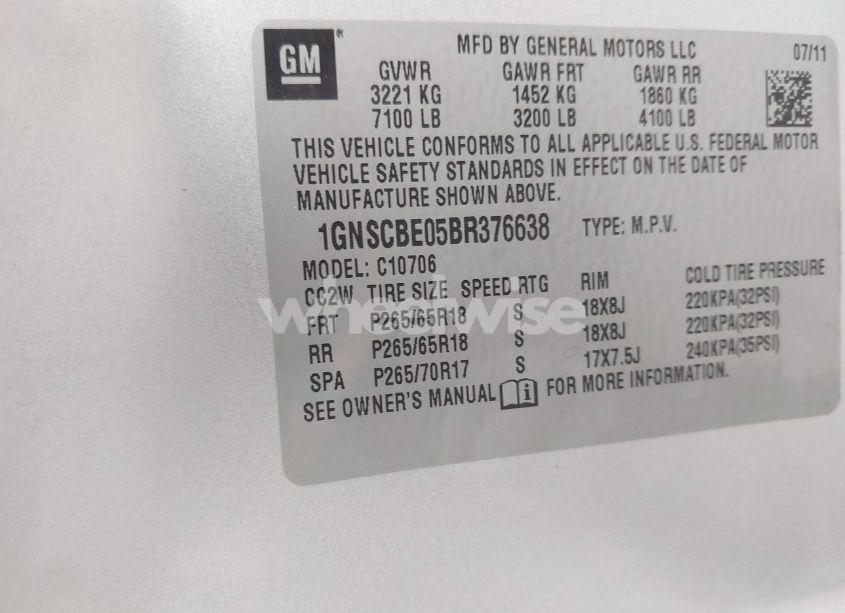 GM®
MFD BY GENERAL MOTORS LLC 07/11
GVWR GAWR FRT GAWR RR
3221 KG 1452 KG 1860 KG
7100 LB 3200 LB 4100 LB
THIS VEHICLE CONFORMS TO ALL APPLICABLE U.S. FEDERAL MOTOR
VEHICLE SAFETY STANDARDS IN EFFECT ON THE DATE OF
MANUFACTURE SHOWN ABOVE.
1GNSCBE05BR376638 TYPE: M.P.V.
MODEL: C10706
CC2W TIRE SIZE SPEED RTG RIM COLD TIRE PRESSURE
FRT P265/65R18 S 18X8J 220KPA(32PSI)
RR P265/65R18 S 18X8J 220KPA(32PSI)
SPA P265/70R17 S 17X7.5J 240KPA(35PSI)
SEE OWNER'S MANUAL i FOR MORE INFORMATION.
wheelwise